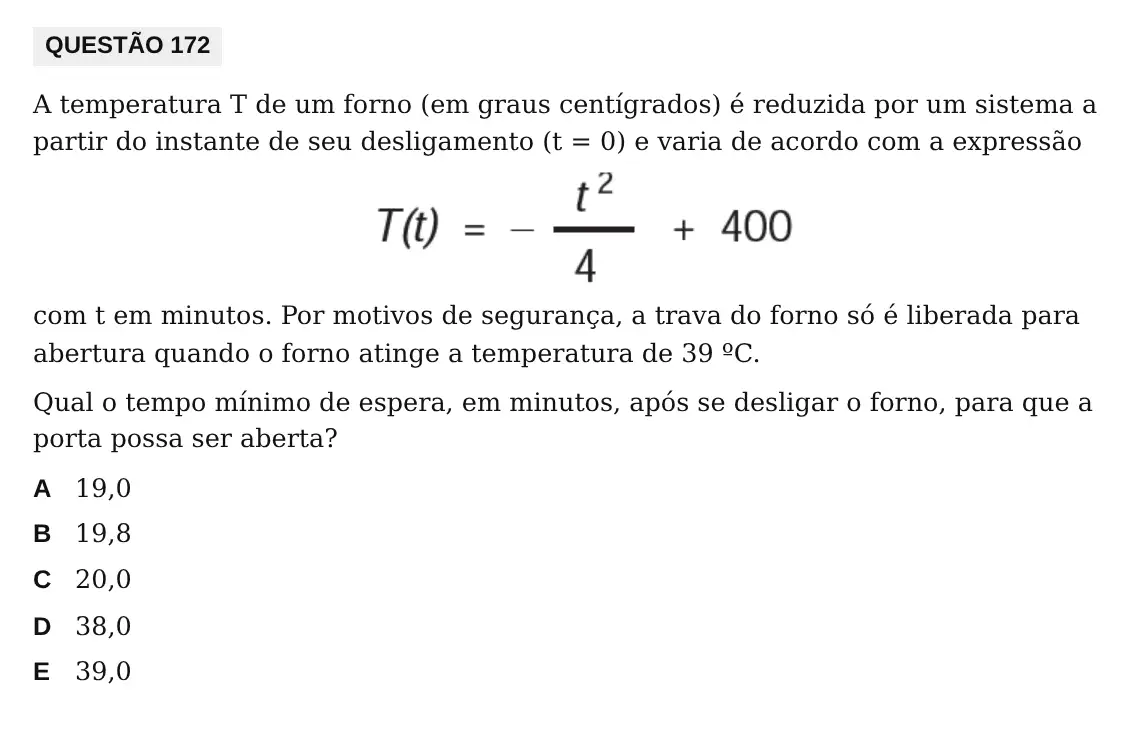 QUESTÃO 172
A temperatura T de um forno (em graus centígrados) é reduzida por um sistema a
partir do instante de seu desligamento (t = 0) e varia de acordo com a expressão
T(t) = - t² / 4 + 400
com t em minutos. Por motivos de segurança, a trava do forno só é liberada para
abertura quando o forno atinge a temperatura de 39 ºC.
Qual o tempo mínimo de espera, em minutos, após se desligar o forno, para que a
porta possa ser aberta?
A 19,0
B 19,8
C 20,0
D 38,0
E 39,0